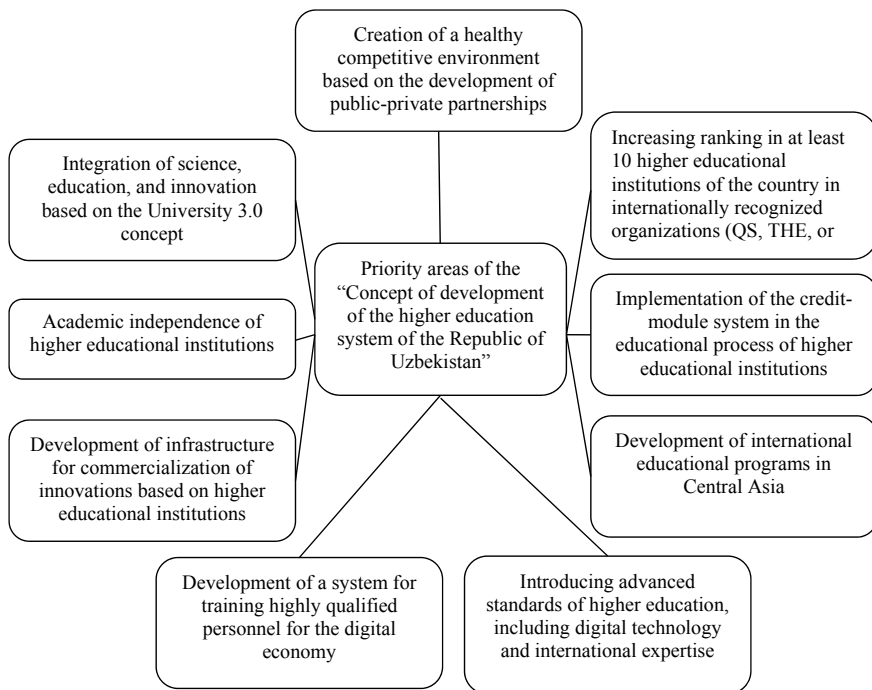 Creation of a healthy
competitive environment
based on the development of
public-private partnerships
Integration of science,
education, and innovation
based on the University 3.0
concept
Increasing ranking in at least
10 higher educational
institutions of the country in
internationally recognized
organizations (QS, THE, or
Priority areas of the
“Concept of development
of the higher education
system of the Republic of
Uzbekistan”
Academic independence of
higher educational institutions
Implementation of the credit-
module system in the
educational process of higher
educational institutions
Development of infrastructure
for commercialization of
innovations based on higher
educational institutions
Development of international
educational programs in
Central Asia
Development of a system for
training highly qualified
personnel for the digital
economy
Introducing advanced
standards of higher education,
including digital technology
and international expertise